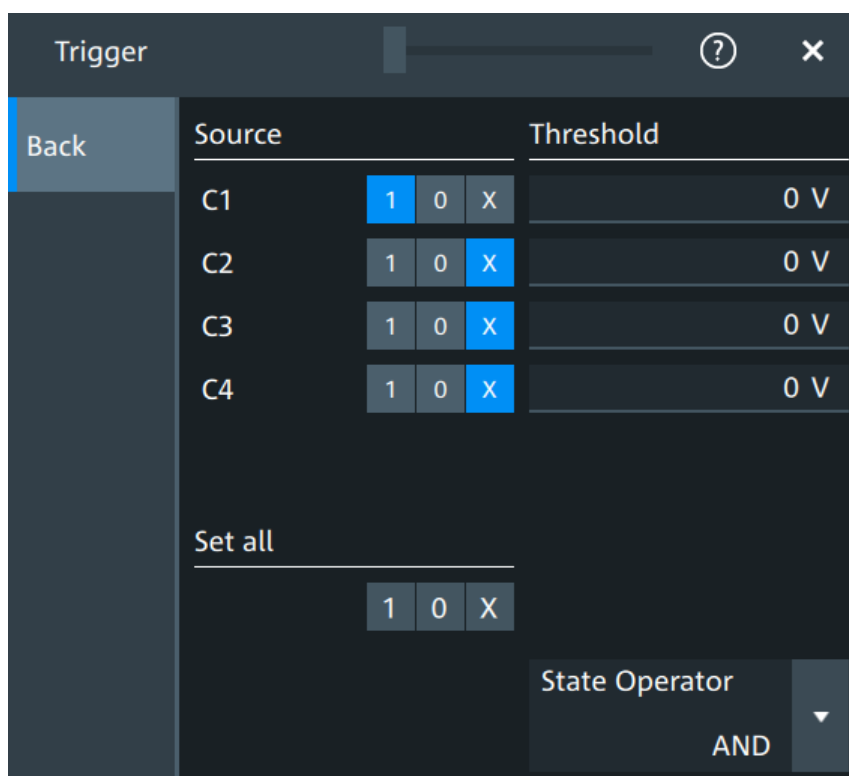 Trigger ? ×
Back
Source Threshold
C1 1 0 X 0 V
C2 1 0 X 0 V
C3 1 0 X 0 V
C4 1 0 X 0 V
Set all
1 0 X
State Operator
AND